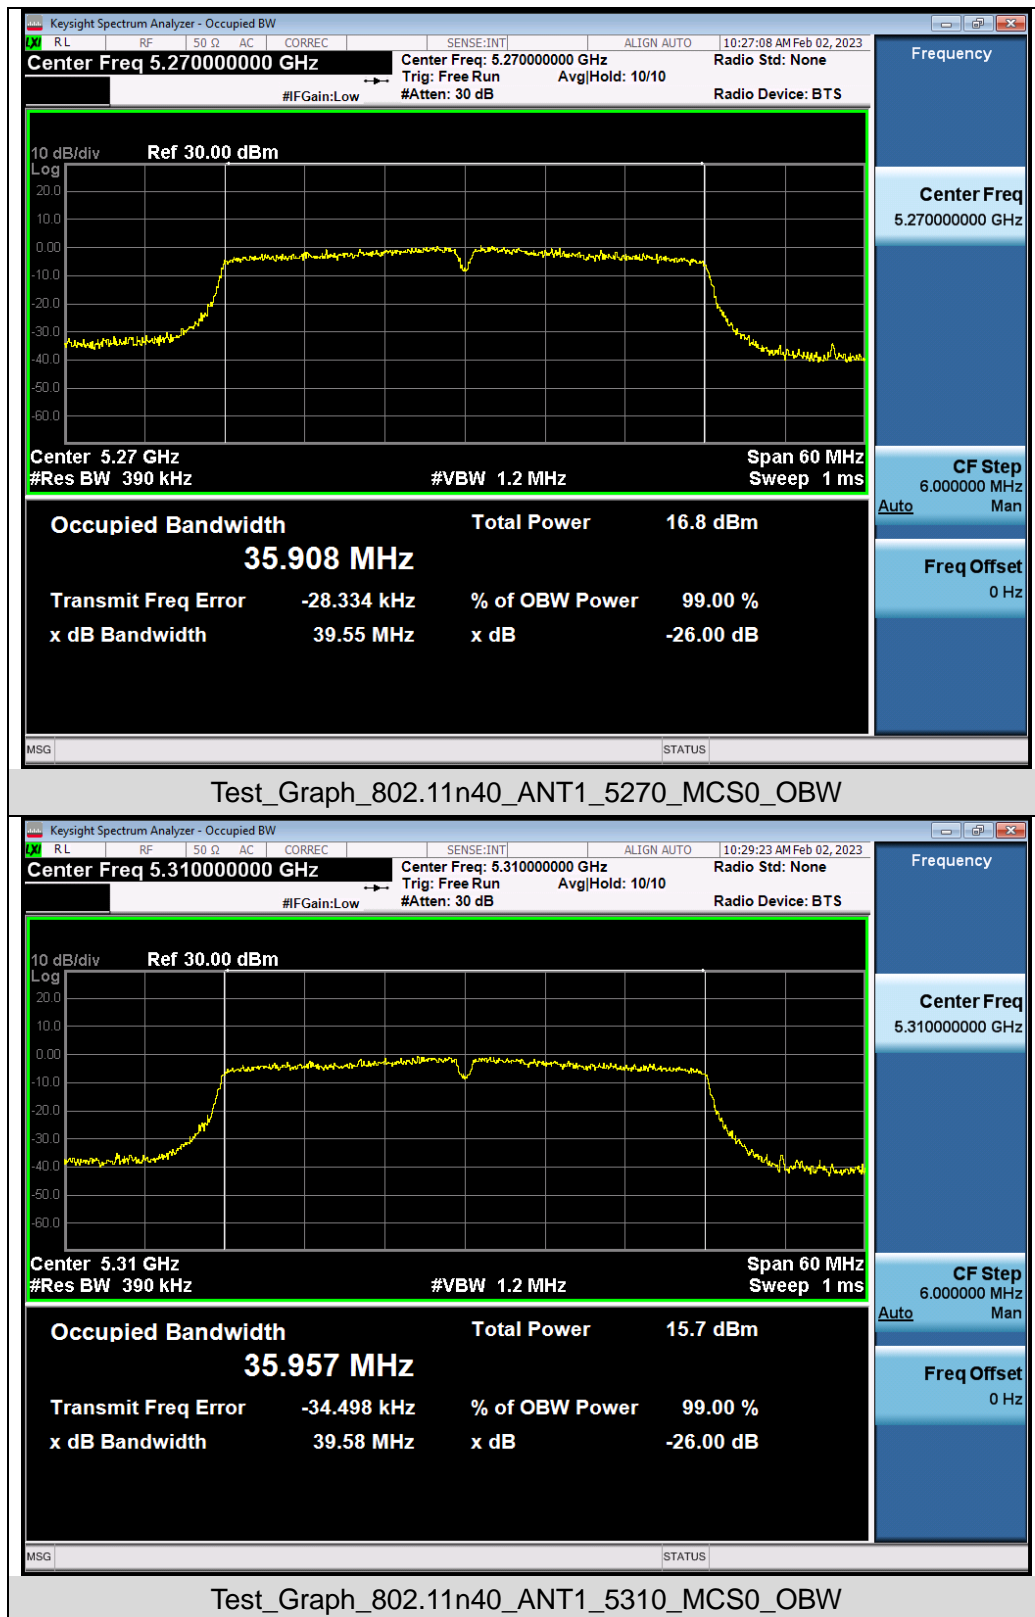 Keysight Spectrum Analyzer - Occupied BW
LXI RL RF 50 Ω AC CORREC SENSE:INT ALIGN AUTO 10:27:08 AM Feb 02, 2023
Center Freq 5.270000000 GHz Center Freq: 5.270000000 GHz Radio Std: None Frequency
Trig: Free Run Avg|Hold: 10/10
#IFGain:Low #Atten: 30 dB Radio Device: BTS
10 dB/div Ref 30.00 dBm
Log
20.0
10.0
0.00
-10.0
-20.0
-30.0
-40.0
-50.0
-60.0
Center Freq
5.270000000 GHz
Center 5.27 GHz Span 60 MHz
#Res BW 390 kHz #VBW 1.2 MHz Sweep 1 ms
CF Step
6.000000 MHz
Auto Man
Occupied Bandwidth Total Power 16.8 dBm
35.908 MHz
Freq Offset
0 Hz
Transmit Freq Error -28.334 kHz % of OBW Power 99.00 %
x dB Bandwidth 39.55 MHz x dB -26.00 dB
MSG STATUS
Test_Graph_802.11n40_ANT1_5270_MCS0_OBW
Keysight Spectrum Analyzer - Occupied BW
LXI RL RF 50 Ω AC CORREC SENSE:INT ALIGN AUTO 10:29:23 AM Feb 02, 2023
Center Freq 5.310000000 GHz Center Freq: 5.310000000 GHz Radio Std: None Frequency
Trig: Free Run Avg|Hold: 10/10
#IFGain:Low #Atten: 30 dB Radio Device: BTS
10 dB/div Ref 30.00 dBm
Log
20.0
10.0
0.00
-10.0
-20.0
-30.0
-40.0
-50.0
-60.0
Center Freq
5.310000000 GHz
Center 5.31 GHz Span 60 MHz
#Res BW 390 kHz #VBW 1.2 MHz Sweep 1 ms
CF Step
6.000000 MHz
Auto Man
Occupied Bandwidth Total Power 15.7 dBm
35.957 MHz
Freq Offset
0 Hz
Transmit Freq Error -34.498 kHz % of OBW Power 99.00 %
x dB Bandwidth 39.58 MHz x dB -26.00 dB
MSG STATUS
Test_Graph_802.11n40_ANT1_5310_MCS0_OBW